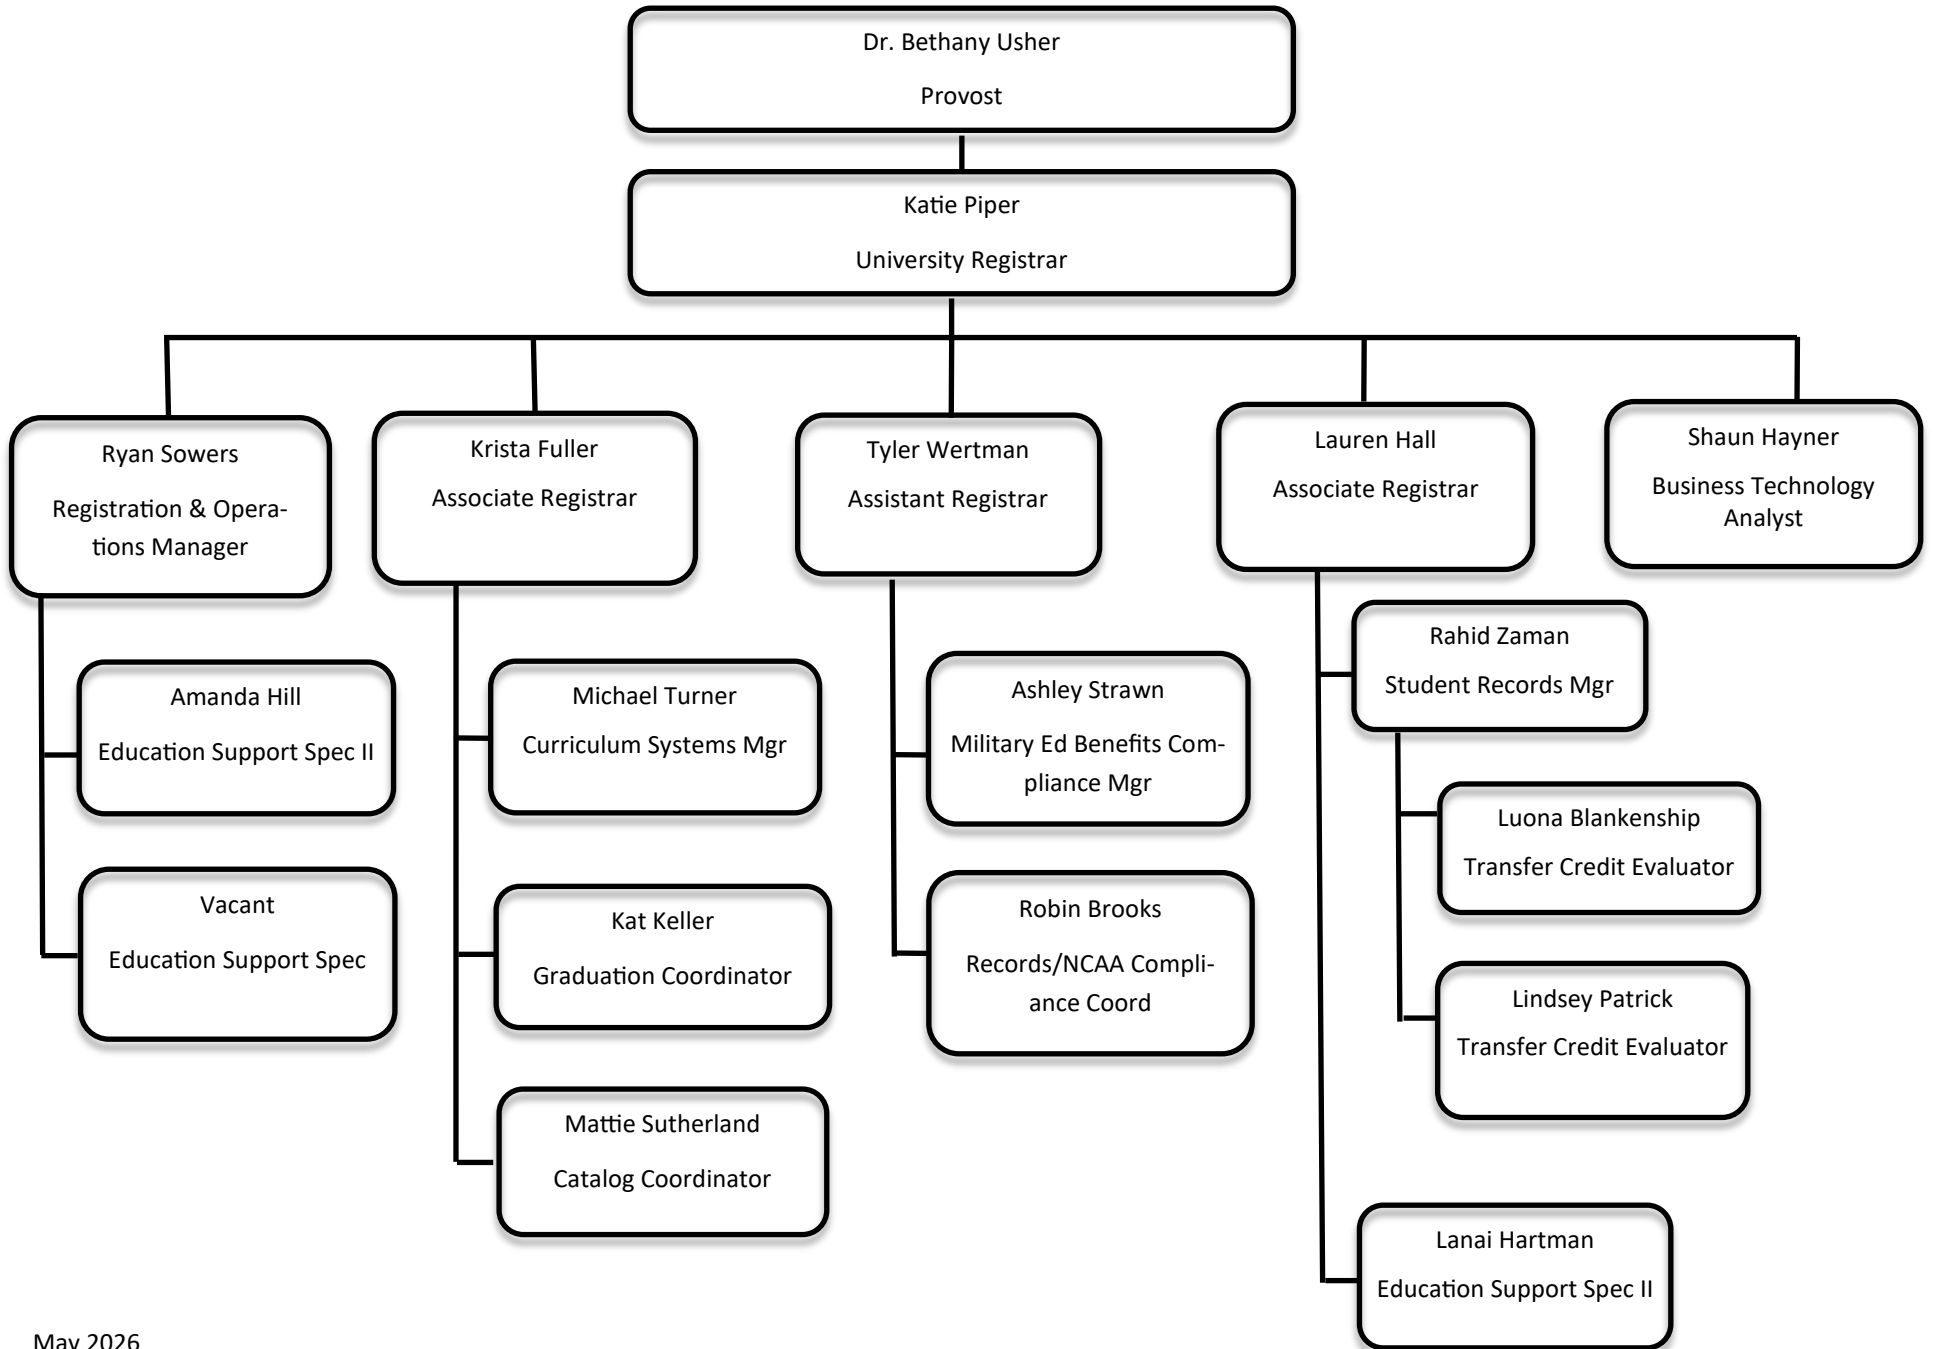 Dr. Bethany Usher
Provost
Katie Piper
University Registrar
Ryan Sowers
Registration & Opera-
tions Manager
Krista Fuller
Associate Registrar
Tyler Wertman
Assistant Registrar
Lauren Hall
Associate Registrar
Shaun Hayner
Business Technology
Analyst
Amanda Hill
Education Support Spec II
Vacant
Education Support Spec
Michael Turner
Curriculum Systems Mgr
Kat Keller
Graduation Coordinator
Mattie Sutherland
Catalog Coordinator
Ashley Strawn
Military Ed Benefits Com-
pliance Mgr
Robin Brooks
Records/NCAA Compli-
ance Coord
Rahid Zaman
Student Records Mgr
Luona Blankenship
Transfer Credit Evaluator
Lindsey Patrick
Transfer Credit Evaluator
Lanai Hartman
Education Support Spec II
May 2026